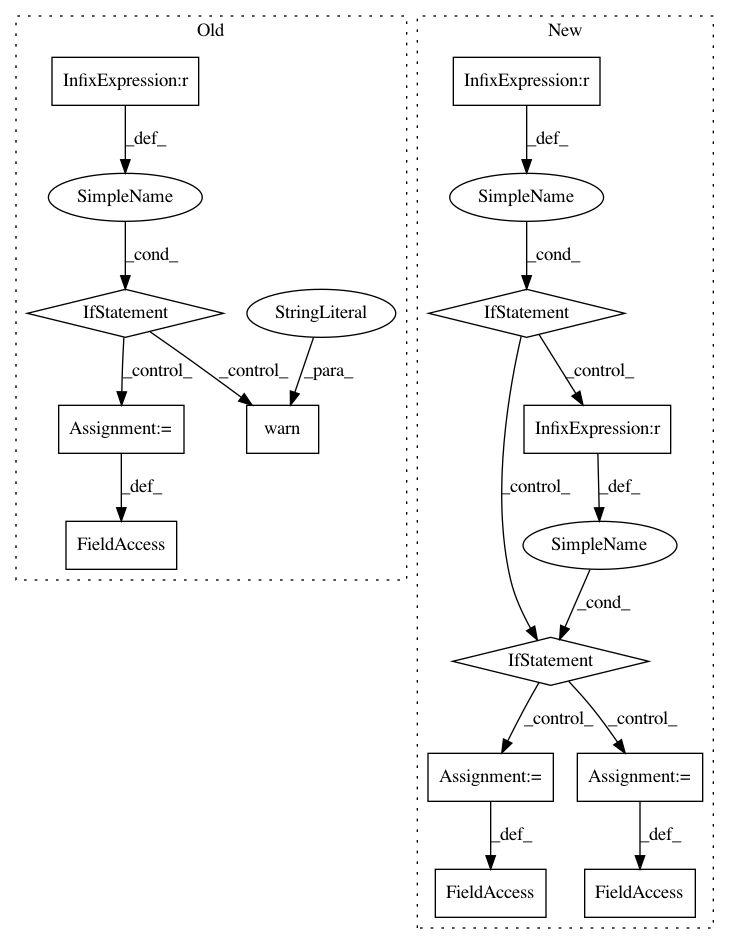 Old
New
InfixExpression:r
InfixExpression:r
_def_
_def_
SimpleName
SimpleName
_cond_
_cond_
IfStatement
StringLiteral
IfStatement
_control_
_control_
_para_
_control_
Assignment:=
warn
InfixExpression:r
_def_
_control_
_def_
FieldAccess
SimpleName
_cond_
IfStatement
_control_
_control_
Assignment:=
Assignment:=
_def_
_def_
FieldAccess
FieldAccess